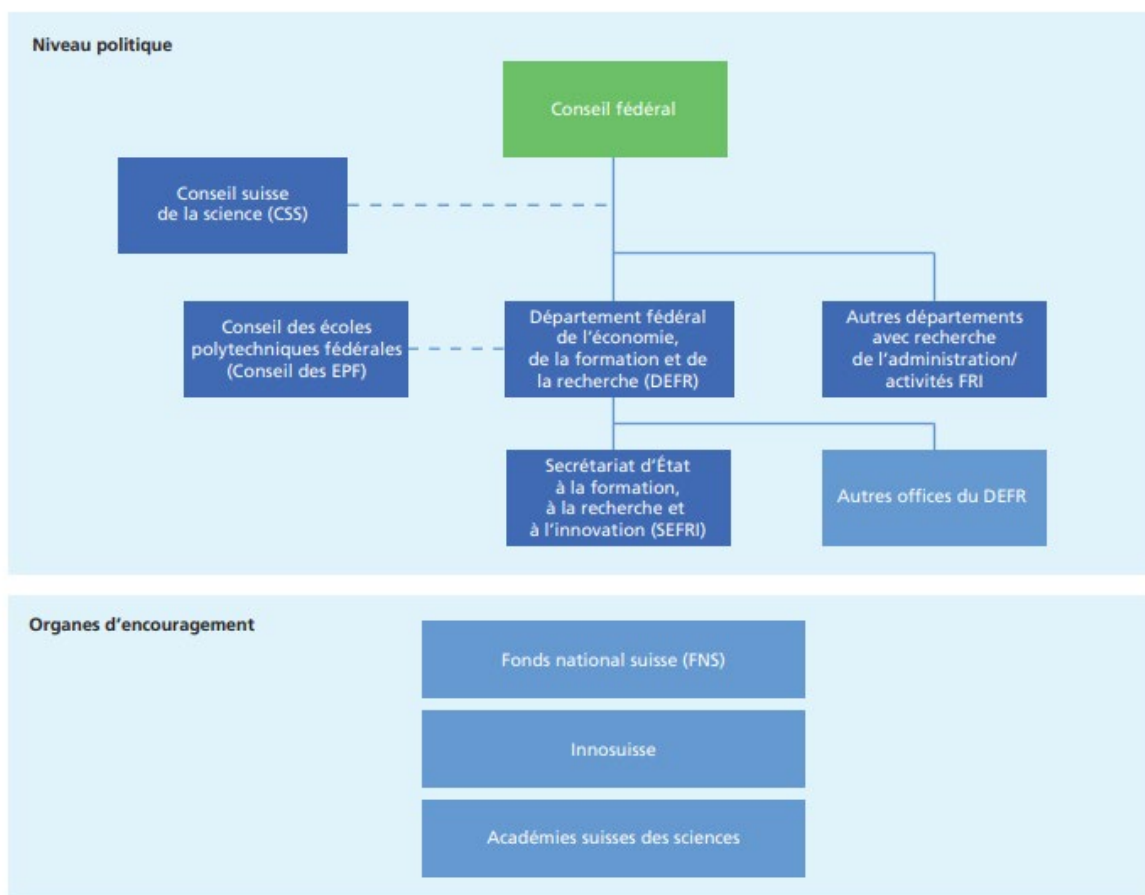 Niveau politique
Conseil fédéral
Conseil suisse
de la science (CSS)
Conseil des écoles
polytechniques fédérales
(Conseil des EPF)
Département fédéral
de l’économie,
de la formation et de
la recherche (DEFR)
Autres départements
avec recherche
de l’administration/
activités FRI
Secrétariat d’État
à la formation,
à la recherche et
à l’innovation (SEFRI)
Autres offices du DEFR
Organes d’encouragement
Fonds national suisse (FNS)
Innosuisse
Académies suisses des sciences